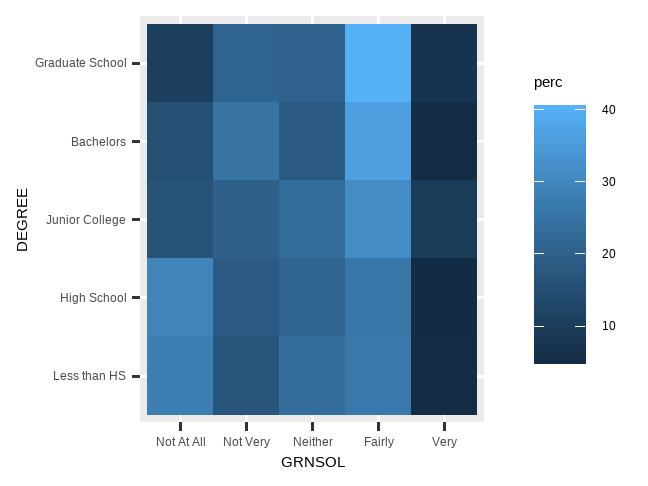 Graduate School
Bachelors
Junior College
High School
Less than HS
DEGREE
Not At All
Not Very
Neither
Fairly
Very
GRNSOL
perc
40
30
20
10